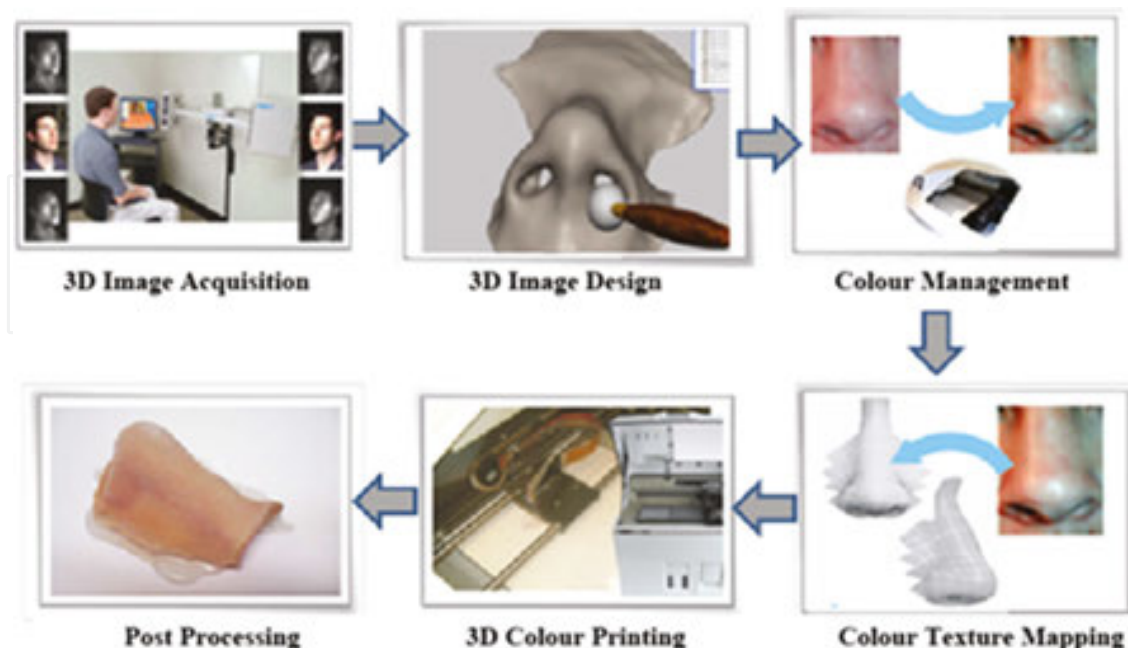 3D Image Acquisition
3D Image Design
Colour Management
Post Processing
3D Colour Printing
Colour Texture Mapping